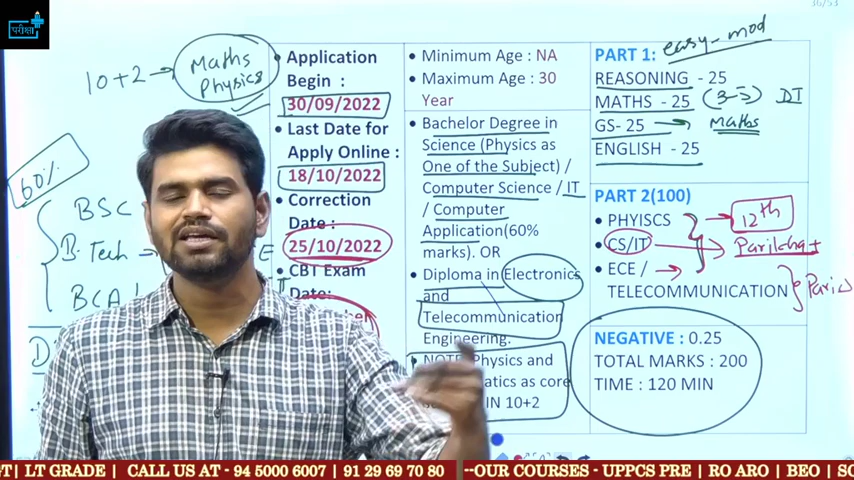 36/53
परीक्षा
10+2 → Maths
Physics
60%
BSC
B.Tech
BCA
Application
Begin :
30/09/2022
Last Date for
Apply Online :
18/10/2022
Correction
Date :
25/10/2022
CBT Exam
Date:
• Minimum Age : NA
• Maximum Age : 30
Year
• Bachelor Degree in
Science (Physics as
One of the Subject) /
Computer Science / IT
/ Computer
Application(60%
marks). OR
• Diploma in Electronics
and
Telecommunication
Engineering.
• NOTE: Physics and
as core
IN 10+2
PART 1: easy-mod
REASONING - 25
MATHS - 25 DI
GS- 25 → Maths
ENGLISH - 25
PART 2(100)
• PHYISCS → 12th
• CS/IT → Pariksha+
• ECE / →
TELECOMMUNICATION
NEGATIVE : 0.25
TOTAL MARKS : 200
TIME : 120 MIN
GT| LT GRADE | CALL US AT - 94 5000 6007 | 91 29 69 70 80 --OUR COURSES - UPPCS PRE | RO ARO | BEO |